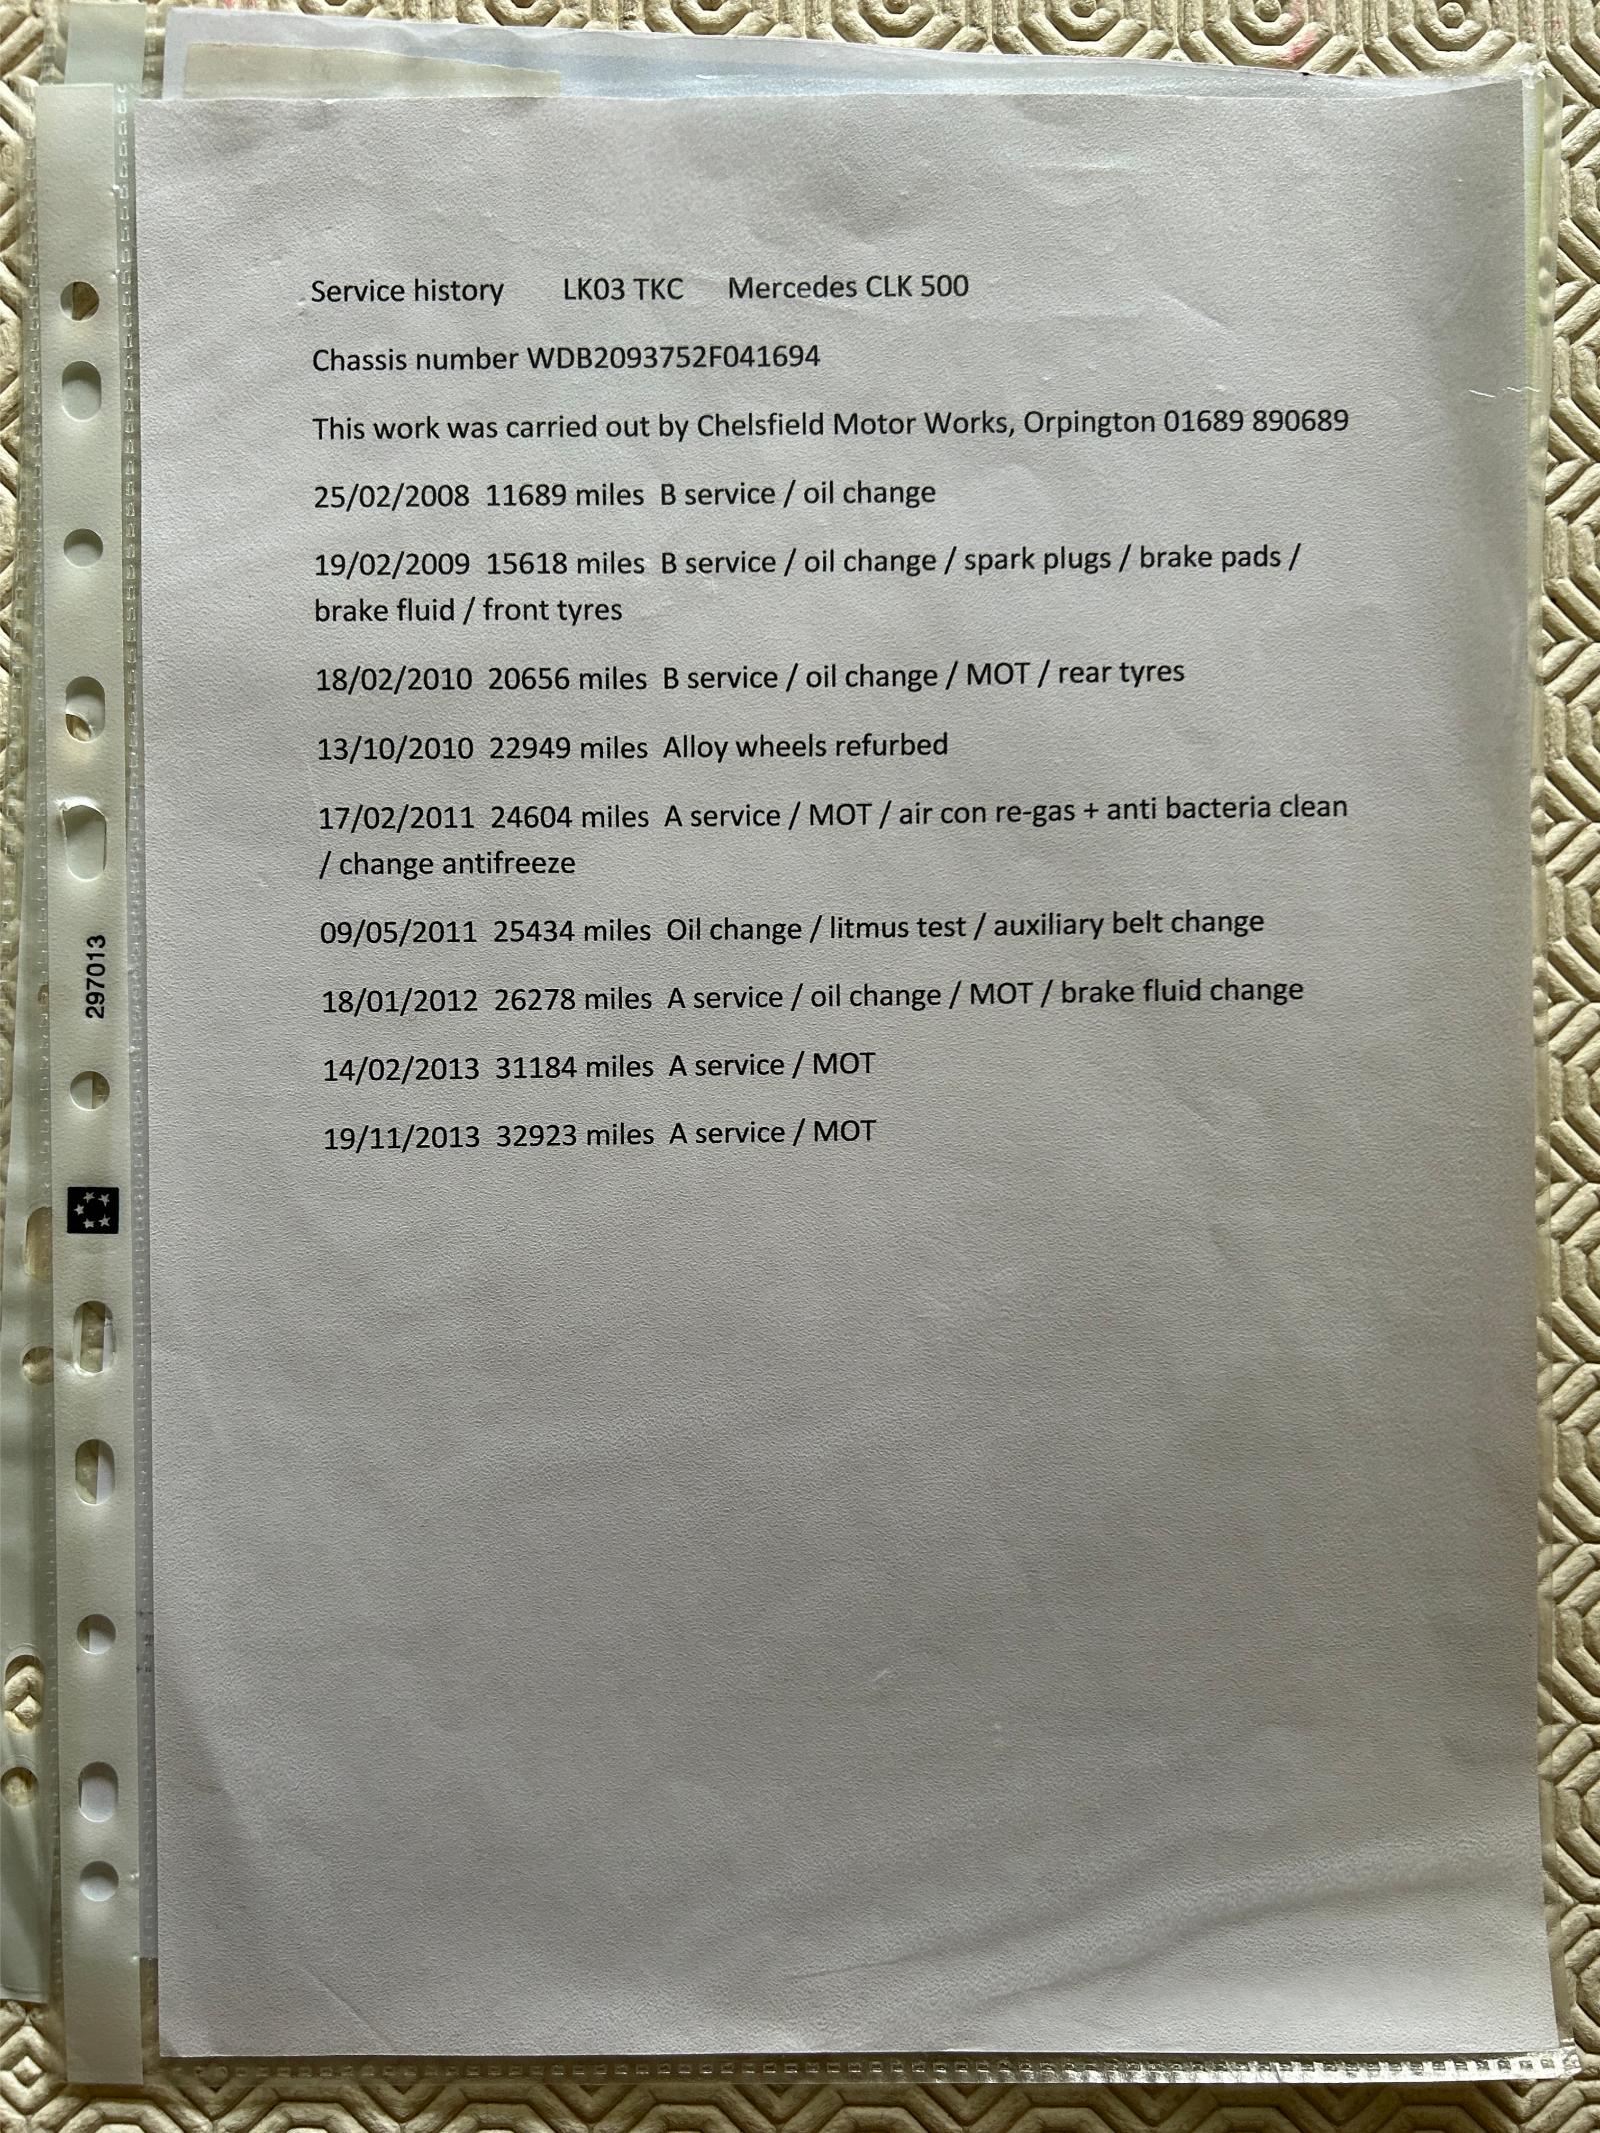 Service history LK03 TKC Mercedes CLK 500
Chassis number WDB2093752F041694
This work was carried out by Chelsfield Motor Works, Orpington 01689 890689
25/02/2008 11689 miles B service / oil change
19/02/2009 15618 miles B service / oil change / spark plugs / brake pads /
brake fluid / front tyres
18/02/2010 20656 miles B service / oil change / MOT / rear tyres
13/10/2010 22949 miles Alloy wheels refurbed
17/02/2011 24604 miles A service / MOT / air con re-gas + anti bacteria clean
/ change antifreeze
09/05/2011 25434 miles Oil change / litmus test / auxiliary belt change
18/01/2012 26278 miles A service / oil change / MOT / brake fluid change
14/02/2013 31184 miles A service / MOT
19/11/2013 32923 miles A service / MOT
297013